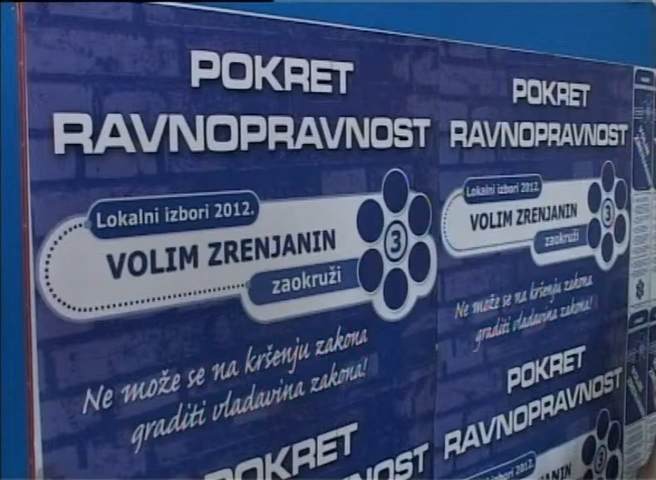 POKRET
RAVNOPRAVNOST
Lokalni izbori 2012.
VOLIM ZRENJANIN
3
zaokruži
Ne može se na kršenju zakona
graditi vladavina zakona!
POKRET
RAVNOPRAVNOST
Lokalni izbori 2012.
VOLIM ZRENJANIN
3
zaokruži
Ne može se na kršenju zakona
graditi vladavina zakona!
POKRET
POKRET
RAVNOPRAVNOST
3